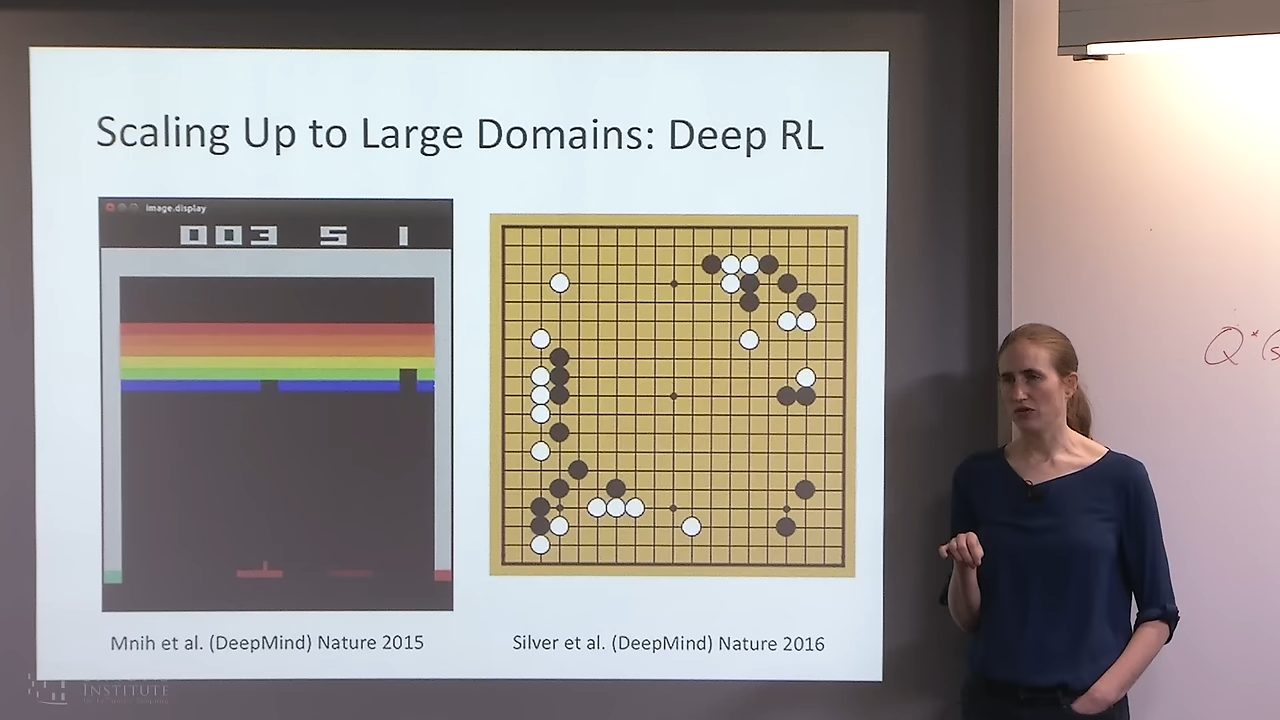 Scaling Up to Large Domains: Deep RL
image.display
003 5 1
Mnih et al. (DeepMind) Nature 2015
Silver et al. (DeepMind) Nature 2016
Q*(s
INSTITUTE